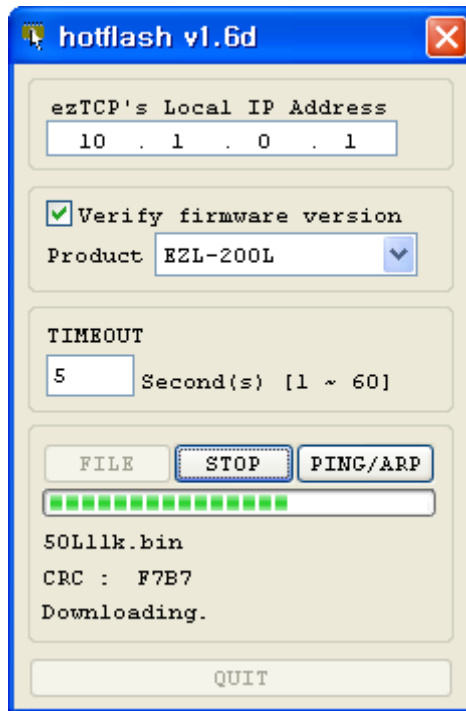 hotflash v1.6d
ezTCP's Local IP Address
10 . 1 . 0 . 1
Verify firmware version
Product EZL-200L
TIMEOUT
5 Second(s) [1 ~ 60]
FILE STOP PING/ARP
50L11k.bin
CRC : F7B7
Downloading.
QUIT